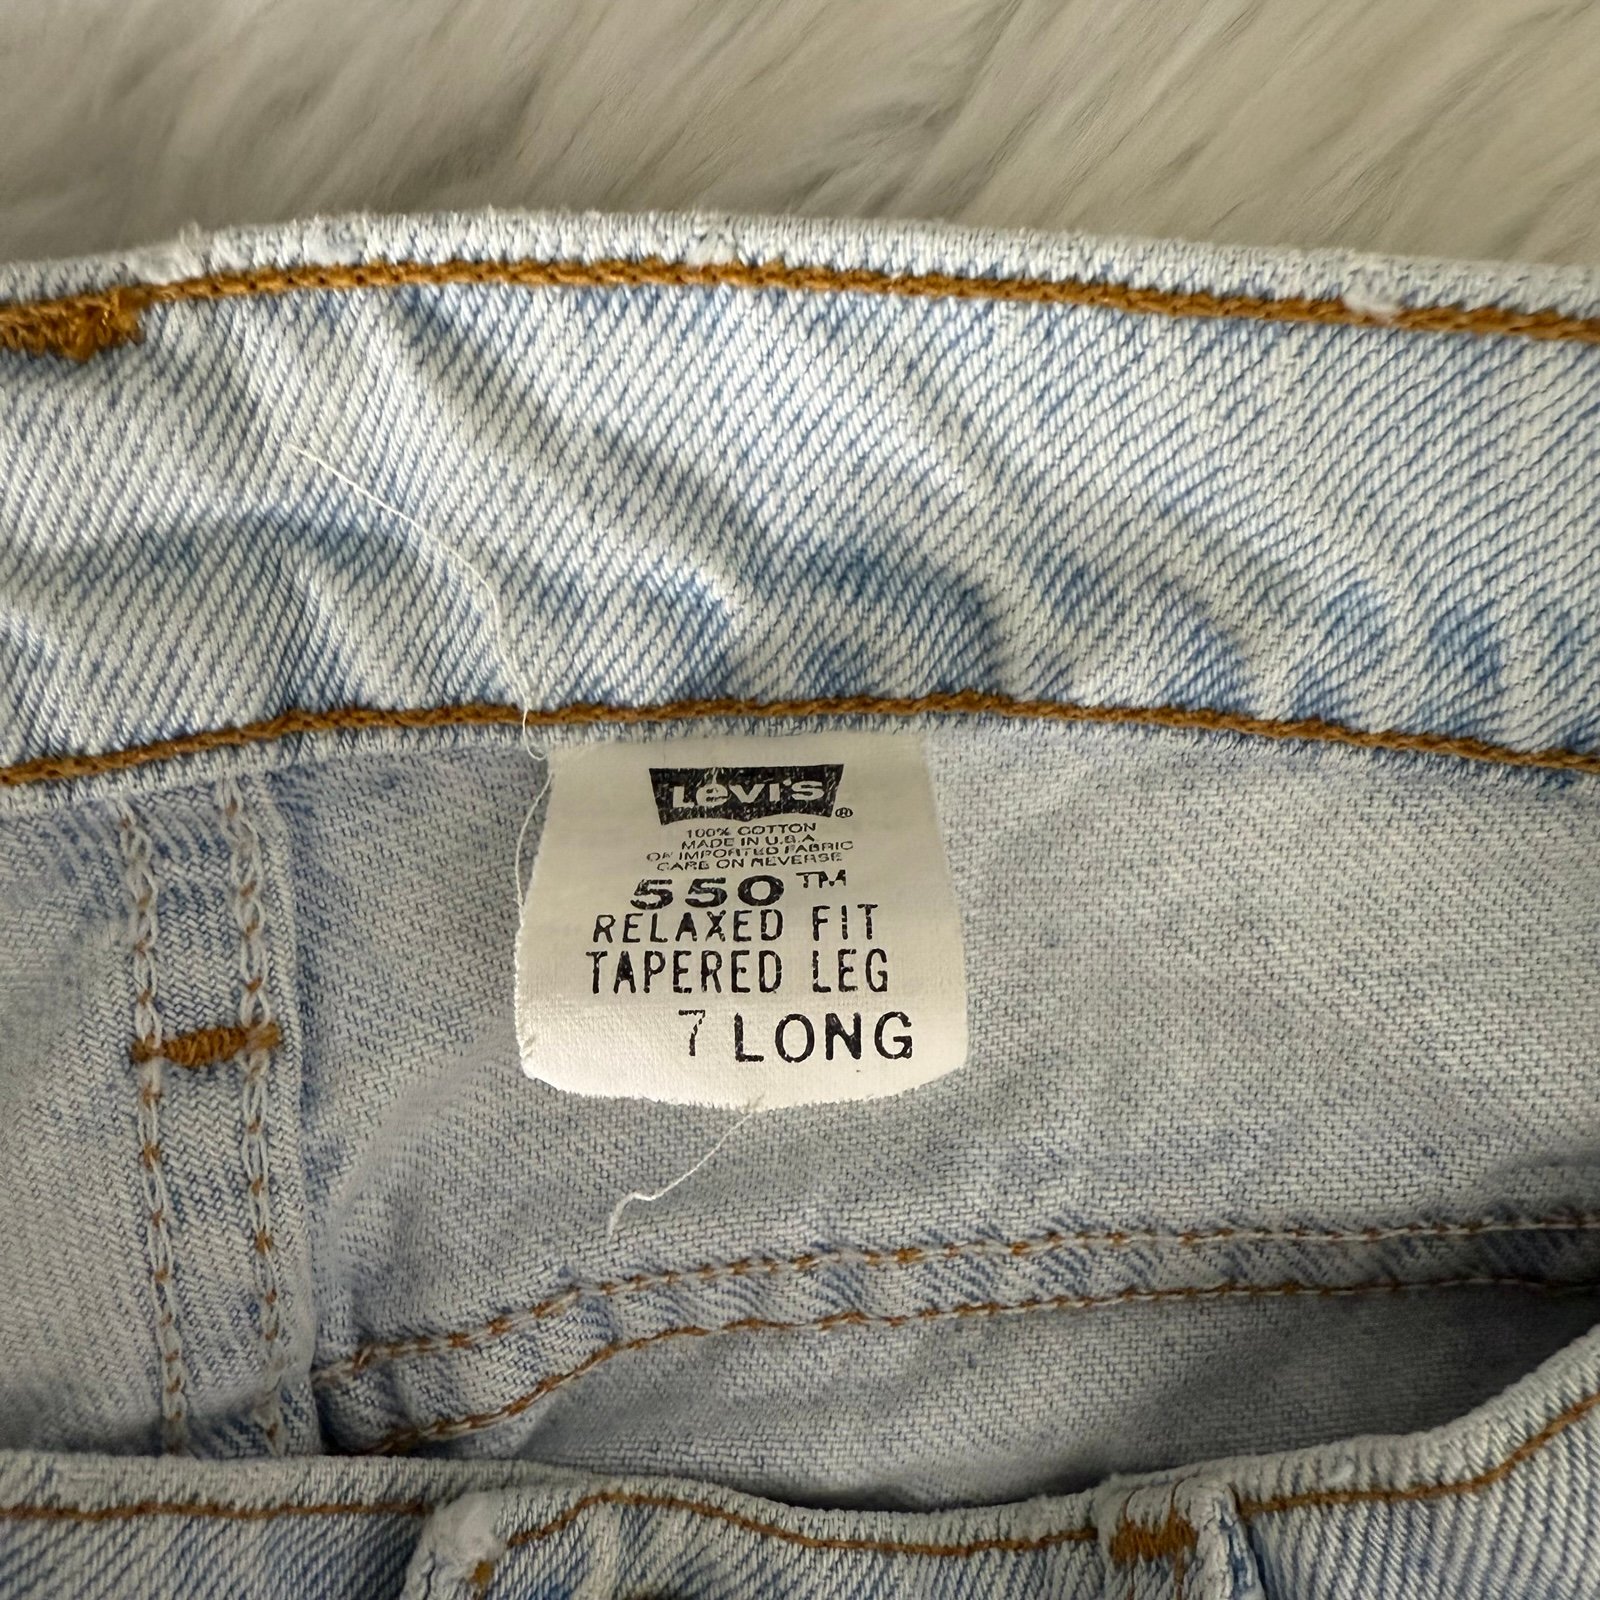 Levi's®
100% COTTON
MADE IN U.S.A.
OF IMPORTED FABRIC
CARE ON REVERSE
550™
RELAXED FIT
TAPERED LEG
7 LONG